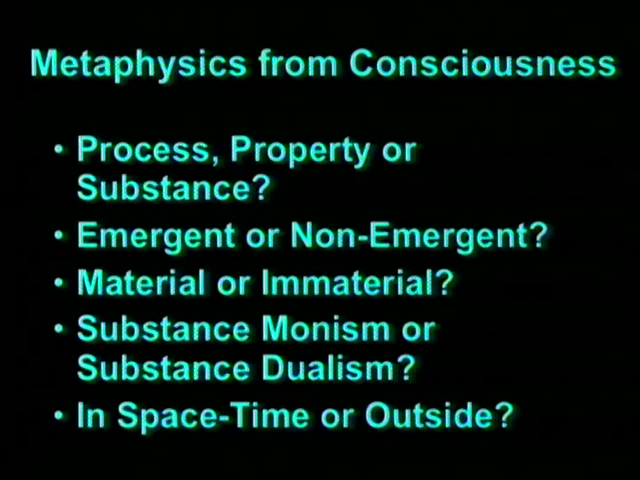 Metaphysics from Consciousness
• Process, Property or
Substance?
• Emergent or Non-Emergent?
• Material or Immaterial?
• Substance Monism or
Substance Dualism?
• In Space-Time or Outside?